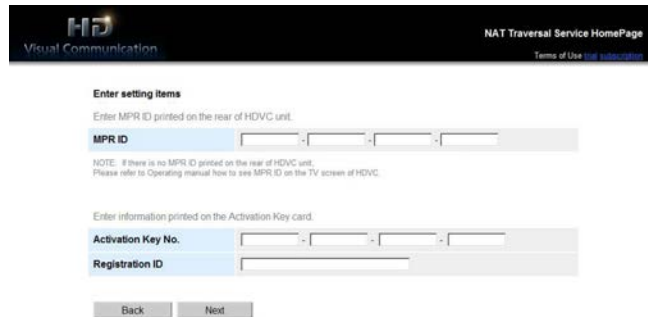 HD
Visual Communication
NAT Traversal Service HomePage
Terms of Use trial subscription
Enter setting items
Enter MPR ID printed on the rear of HDVC unit.
MPR ID - - -
NOTE: If there is no MPR ID printed on the rear of HDVC unit,
Please refer to Operating manual how to see MPR ID on the TV screen of HDVC.
Enter information printed on the Activation Key card.
Activation Key No. - - -
Registration ID
Back Next